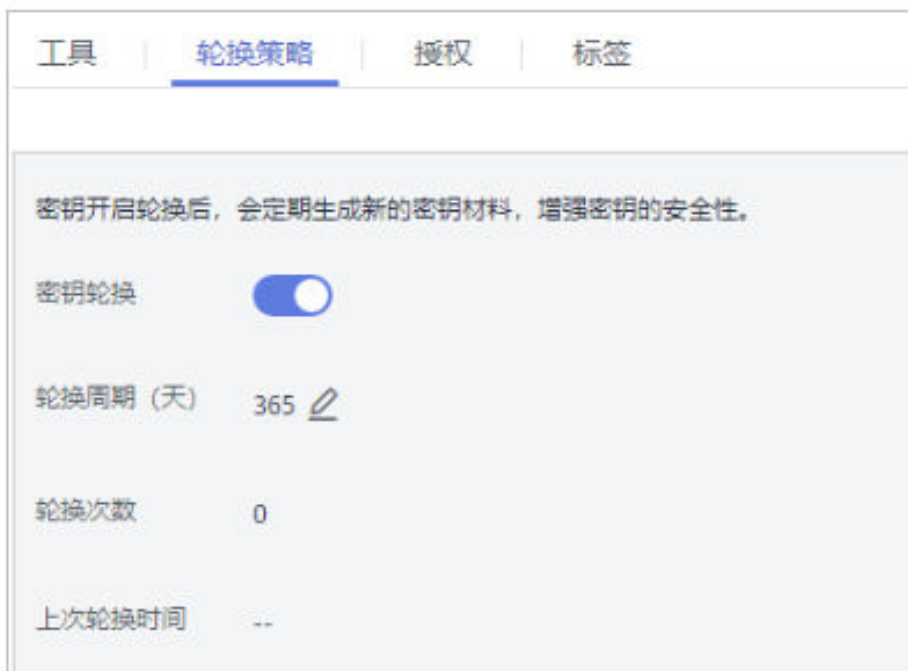 工具 轮换策略 授权 标签
密钥开启轮换后，会定期生成新的密钥材料，增强密钥的安全性。
密钥轮换
轮换周期（天） 365
轮换次数 0
上次轮换时间 --